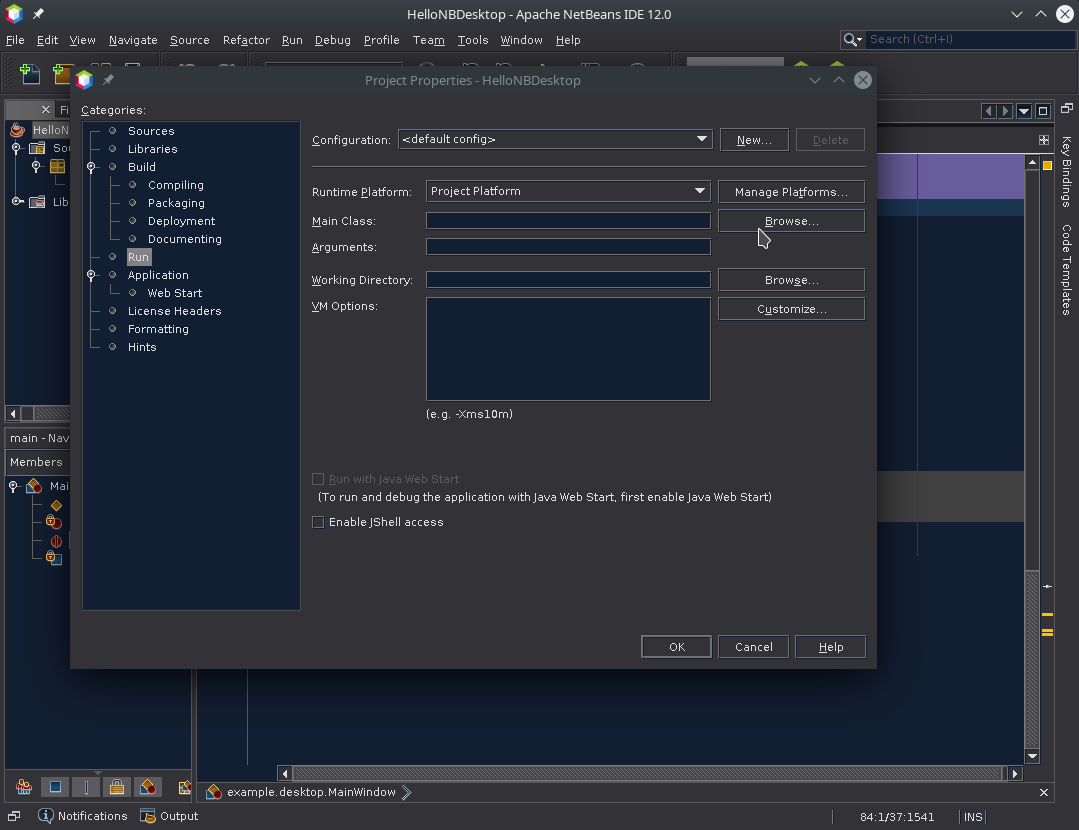 HelloNBDesktop - Apache NetBeans IDE 12.0
File Edit View Navigate Source Refactor Run Debug Profile Team Tools Window Help
Search (Ctrl+I)
Project Properties - HelloNBDesktop
Categories:
Sources
Libraries
Build
Compiling
Packaging
Deployment
Documenting
Run
Application
Web Start
License Headers
Formatting
Hints
Configuration: <default config> New... Delete
Runtime Platform: Project Platform Manage Platforms...
Main Class: Browse...
Arguments:
Working Directory: Browse...
VM Options: Customize...
(e.g. -Xms10m)
Run with Java Web Start
(To run and debug the application with Java Web Start, first enable Java Web Start)
Enable JShell access
OK Cancel Help
Key Bindings
Code Templates
main - Nav
Members
example.desktop.MainWindow
Notifications Output
84:1/37:1541 INS